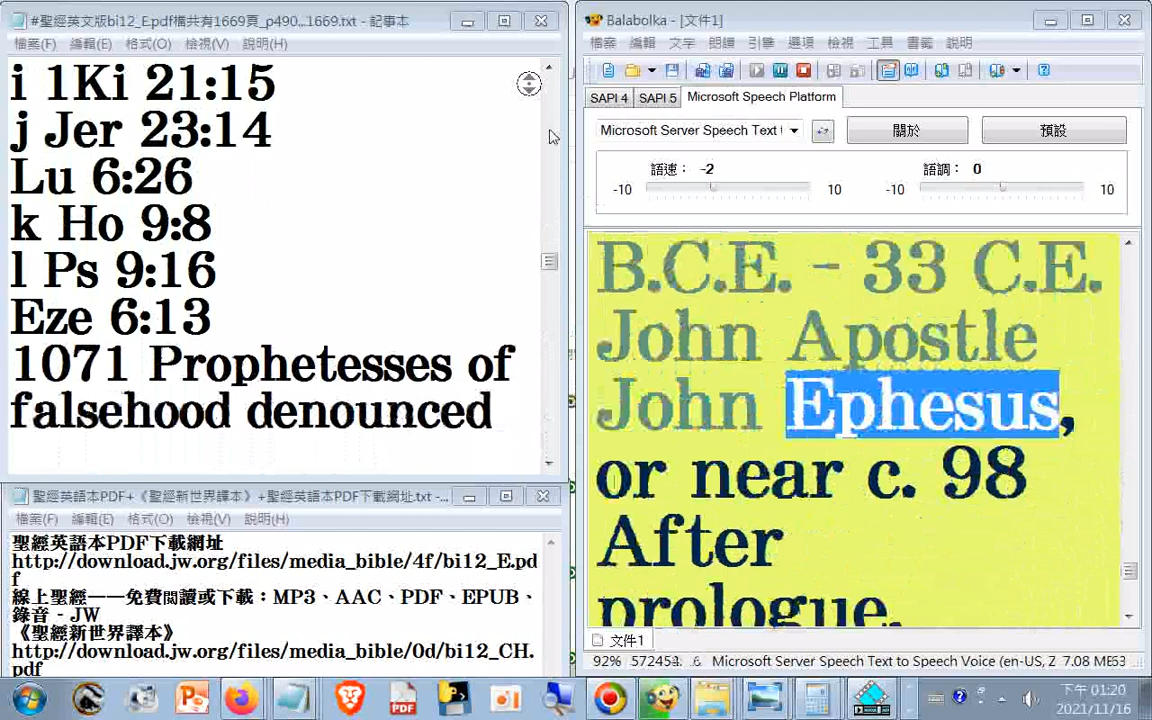 #聖經英文版bi12_E.pdf檔共有1669頁_p490...1669.txt - 記事本
檔案(F) 編輯(E) 格式(O) 檢視(V) 說明(H)
i 1Ki 21:15
j Jer 23:14
Lu 6:26
k Ho 9:8
l Ps 9:16
Eze 6:13
1071 Prophetesses of
falsehood denounced
聖經英語本PDF+《聖經新世界譯本》+聖經英語本PDF下載網址.txt - ...
檔案(F) 編輯(E) 格式(O) 檢視(V) 說明(H)
聖經英語本PDF下載網址
http://download.jw.org/files/media_bible/4f/bi12_E.pd
f
線上聖經——免費閱讀或下載：MP3、AAC、PDF、EPUB、
錄音 - JW
《聖經新世界譯本》
http://download.jw.org/files/media_bible/0d/bi12_CH.
pdf
Balabolka - [文件1]
檔案 編輯 文字 朗讀 引擎 選項 檢視 工具 書籤 說明
SAPI 4 SAPI 5 Microsoft Speech Platform
Microsoft Server Speech Text 關於 預設
語速： -2 語調： 0
-10 10 -10 10
B.C.E. - 33 C.E.
John Apostle
John Ephesus,
or near c. 98
After
prologue,
文件1
92% Microsoft Server Speech Text to Speech Voice (en-US, Z 7.08 ME
下午 01:20
2021/11/16